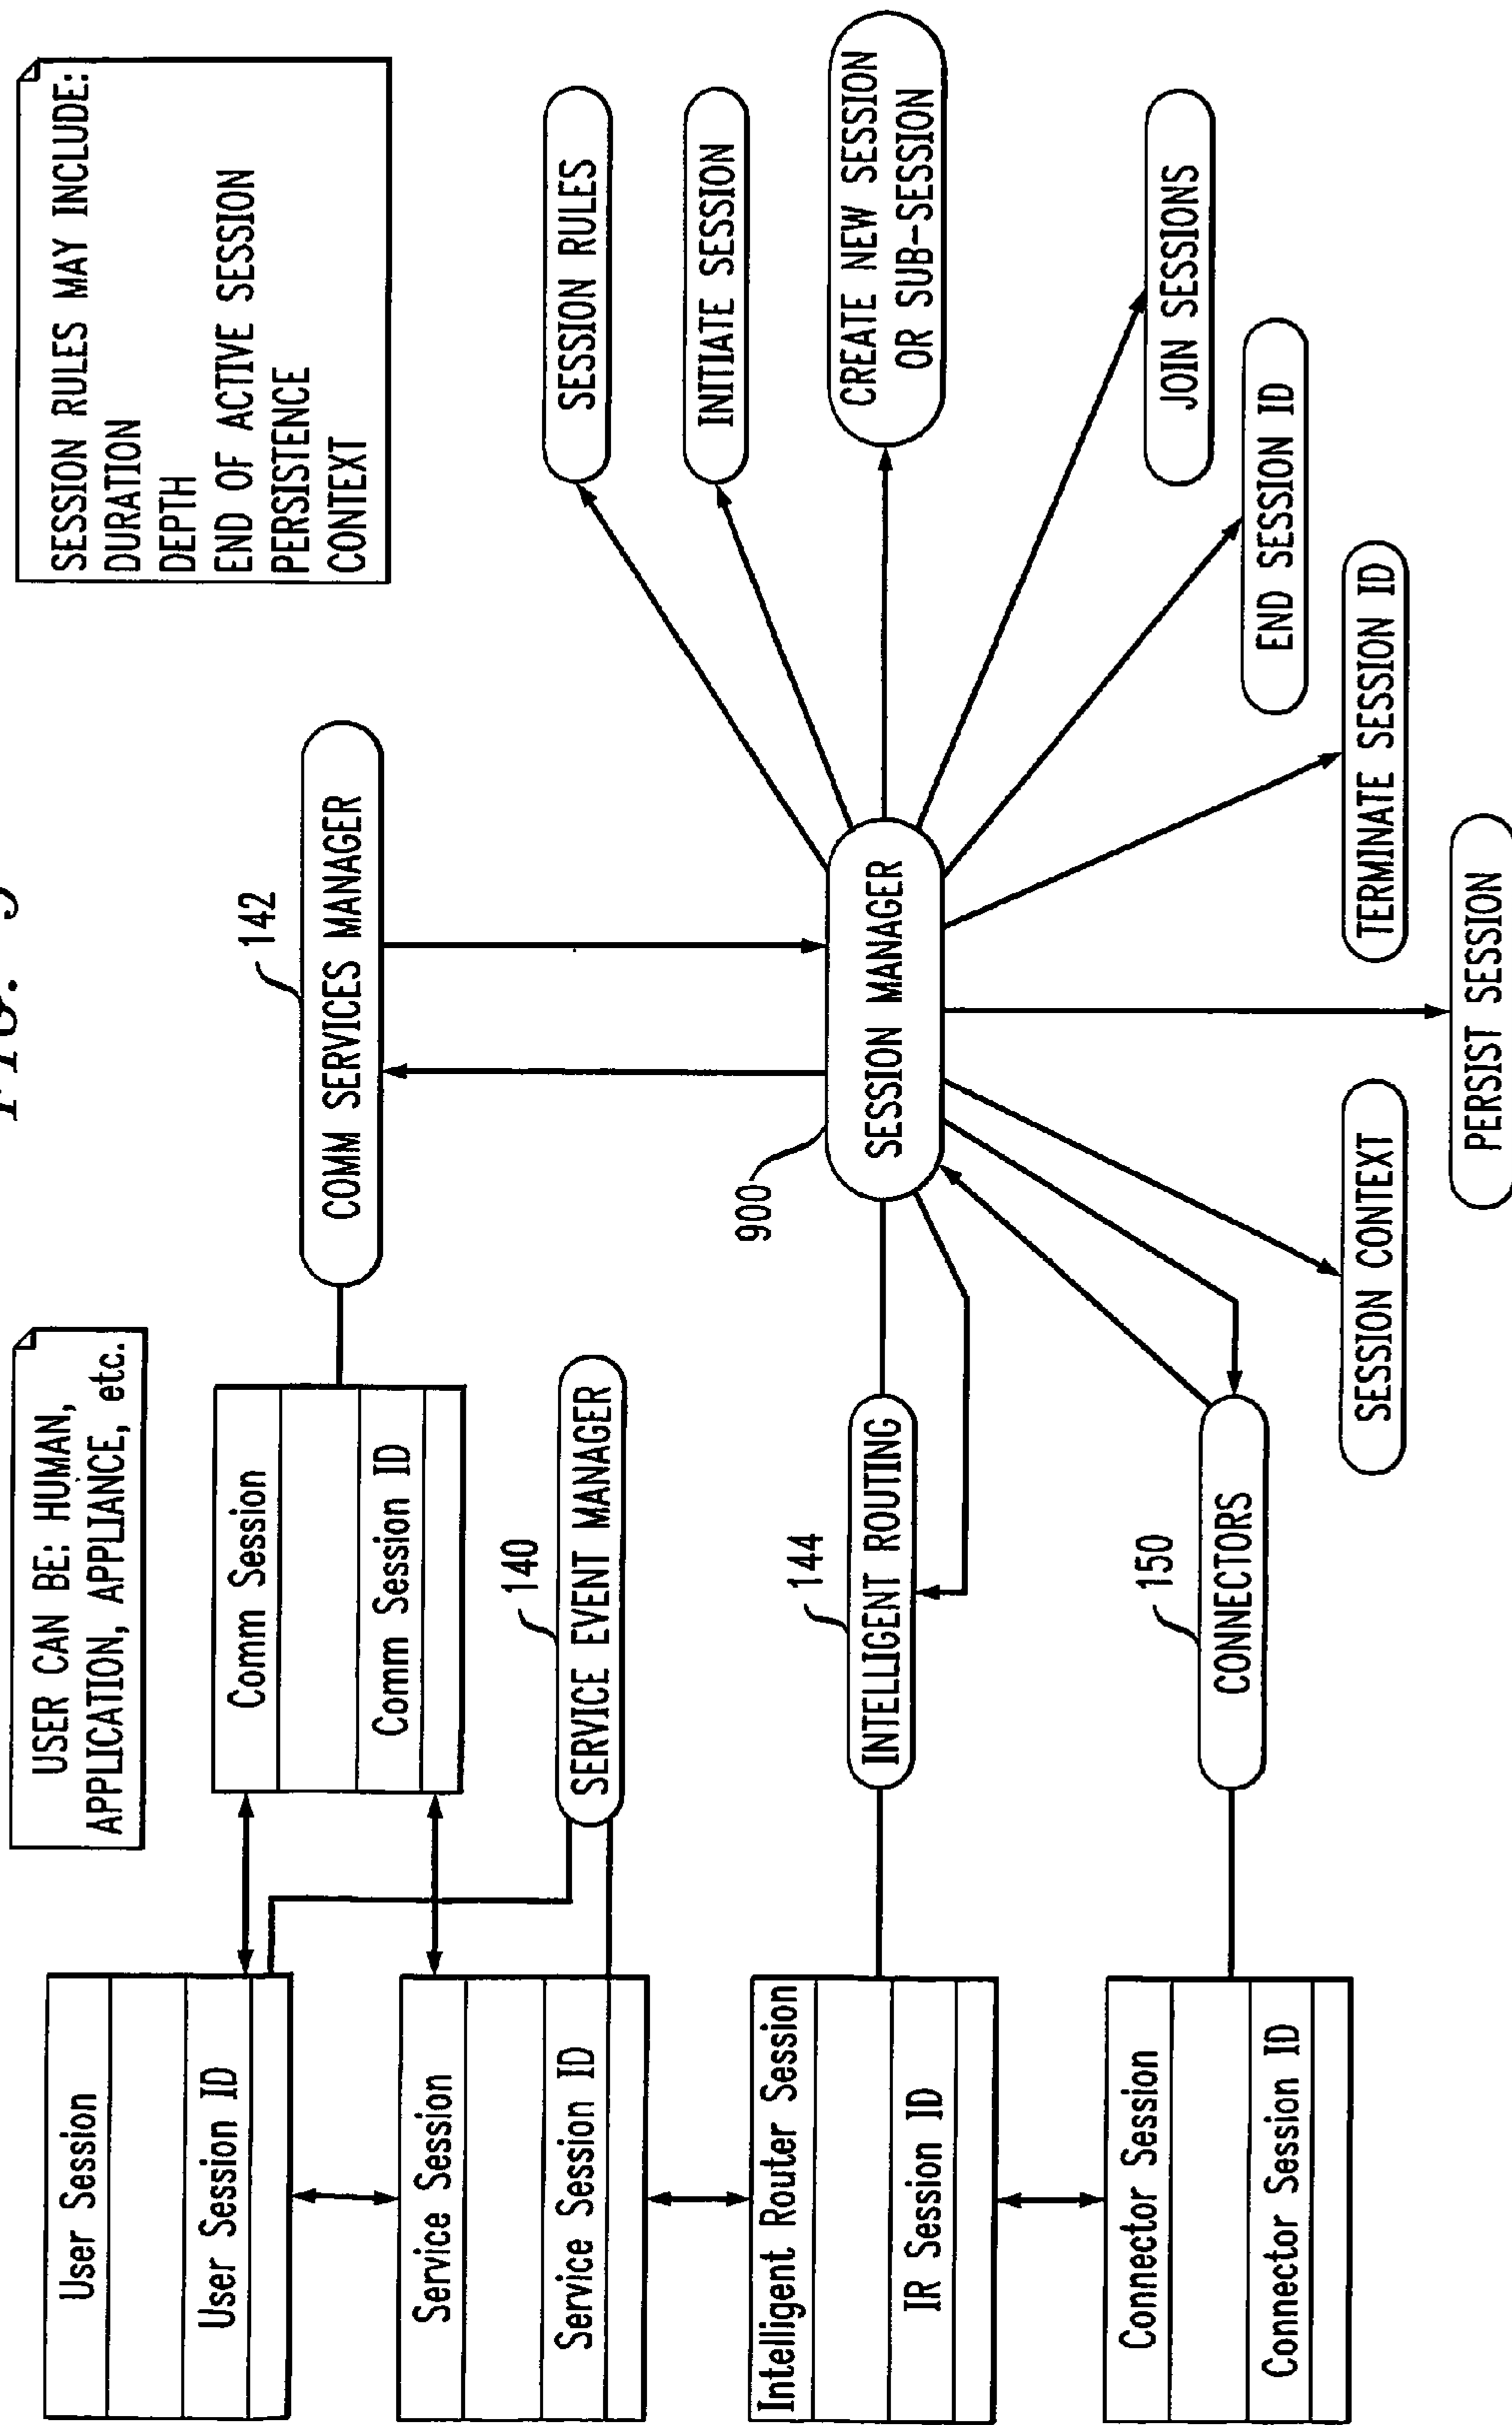 FIG. 9
USER CAN BE: HUMAN,
APPLICATION, APPLIANCE, etc.
SESSION RULES MAY INCLUDE:
DURATION
DEPTH
END OF ACTIVE SESSION
PERSISTENCE
CONTEXT
User Session
User Session ID
Comm Session
Comm Session ID
142
COMM SERVICES MANAGER
140
SERVICE EVENT MANAGER
Service Session
Service Session ID
Intelligent Router Session
IR Session ID
144
INTELLIGENT ROUTING
900
SESSION MANAGER
Connector Session
Connector Session ID
150
CONNECTORS
SESSION RULES
INITIATE SESSION
CREATE NEW SESSION
OR SUB-SESSION
JOIN SESSIONS
END SESSION ID
TERMINATE SESSION ID
PERSIST SESSION
SESSION CONTEXT